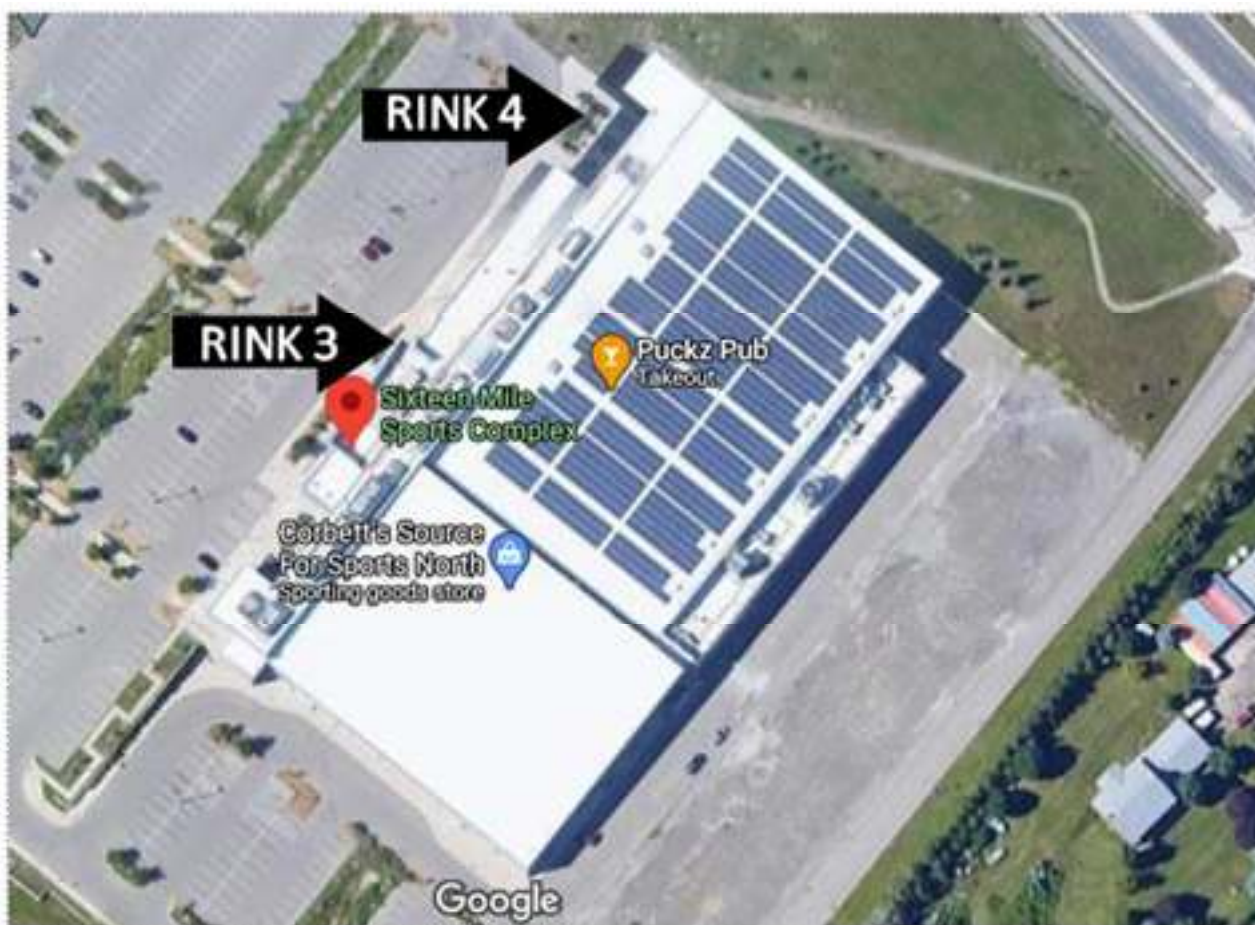 RINK 4
RINK 3
Puckz Pub
Takeout
Sixteen Mile
Sports Complex
Corbett's Source
For Sports North
Sporting goods store
Google